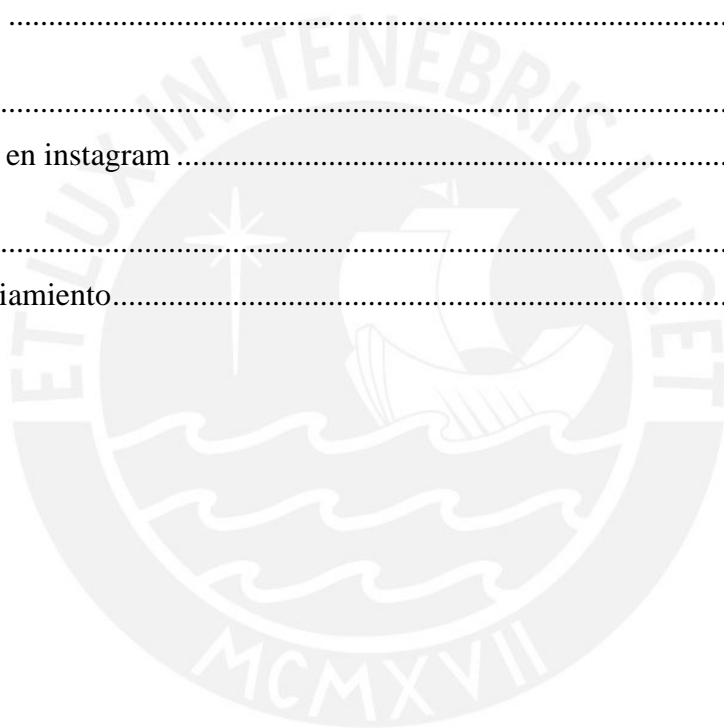 ..........................................................................................
..........................................................................................
en instagram .....................................................................
..........................................................................................
iamiento.............................................................................
ET LUX IN TENEBRIS LUCET
MCMXVII